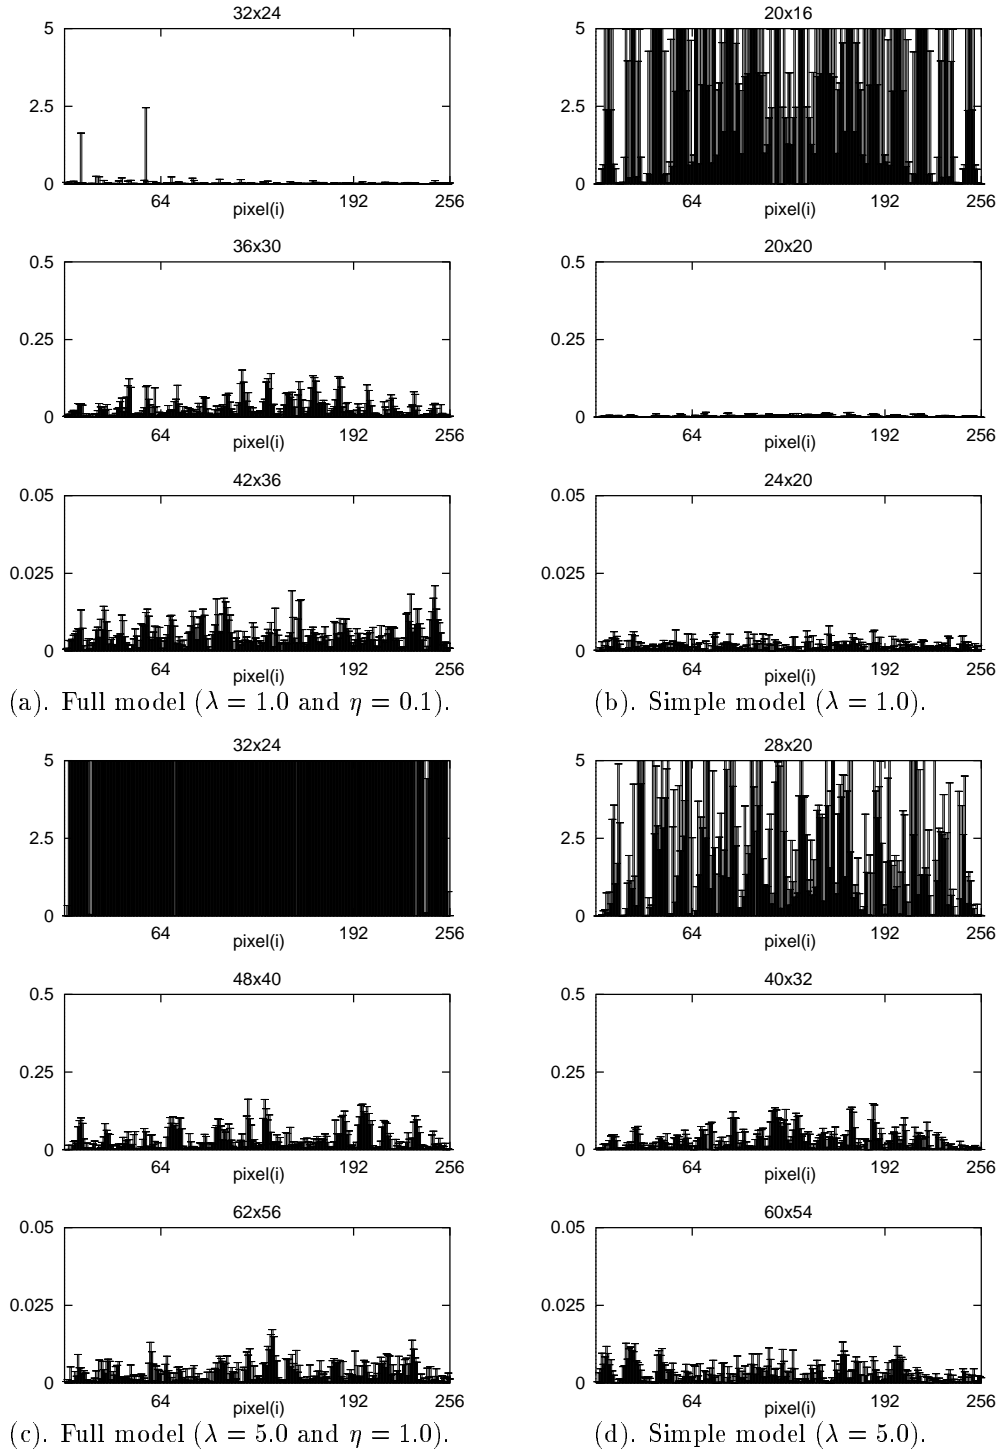 32x24
5
2.5
0
64
192
256
pixel(i)
36x30
0.5
0.25
0
64
192
256
pixel(i)
42x36
0.05
0.025
0
64
192
256
pixel(i)
(a). Full model (λ = 1.0 and η = 0.1).
20x16
5
2.5
0
64
192
256
pixel(i)
20x20
0.5
0.25
0
64
192
256
pixel(i)
24x20
0.05
0.025
0
64
192
256
pixel(i)
(b). Simple model (λ = 1.0).
32x24
5
2.5
0
64
192
256
pixel(i)
48x40
0.5
0.25
0
64
192
256
pixel(i)
62x56
0.05
0.025
0
64
192
256
pixel(i)
(c). Full model (λ = 5.0 and η = 1.0).
28x20
5
2.5
0
64
192
256
pixel(i)
40x32
0.5
0.25
0
64
192
256
pixel(i)
60x54
0.05
0.025
0
64
192
256
pixel(i)
(d). Simple model (λ = 5.0).